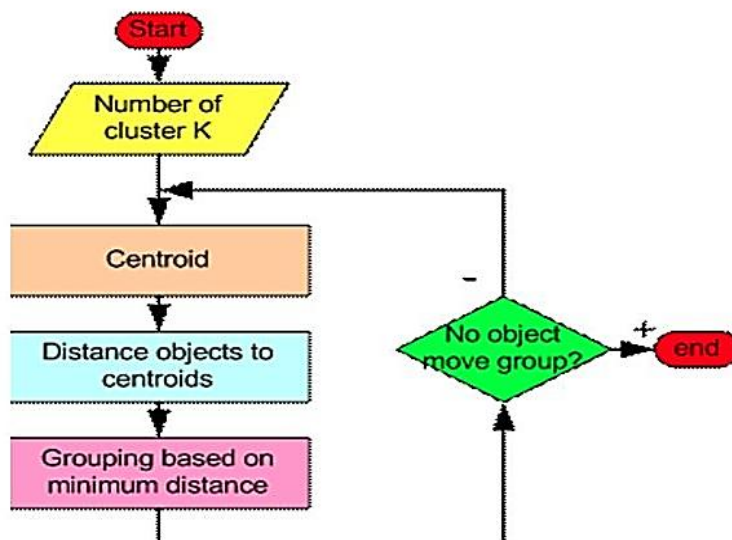 Start
Number of
cluster K
Centroid
-
No object
move group?
+
end
Distance objects to
centroids
Grouping based on
minimum distance